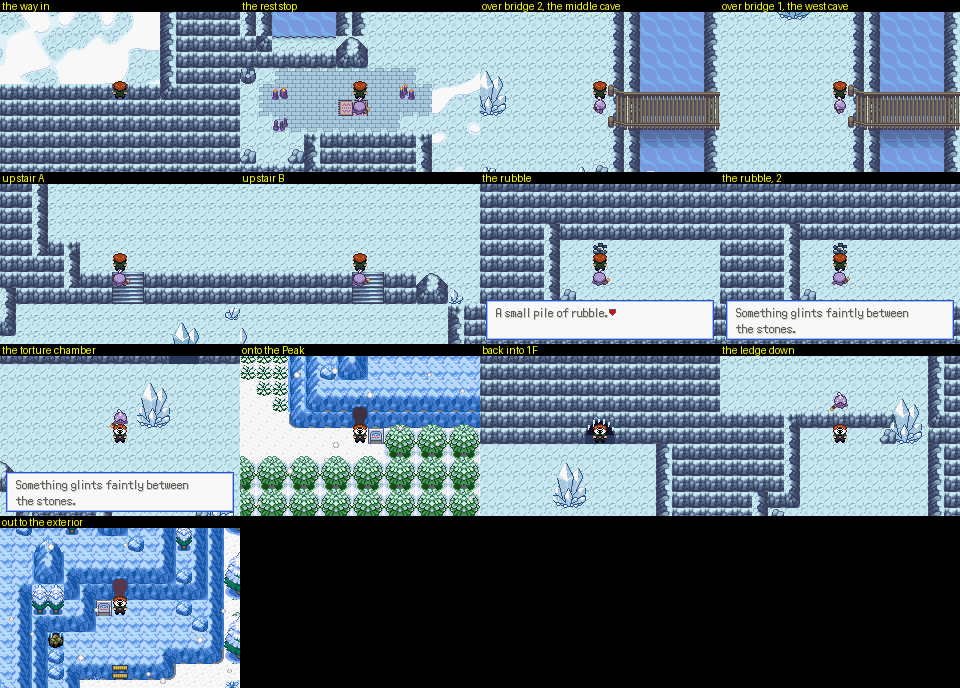 the way in
the rest stop
over bridge 2, the middle cave
over bridge 1, the west cave
upstair A
upstair B
the rubble
the rubble, 2
A small pile of rubble.
Something glints faintly between
the stones.
the torture chamber
onto the Peak
back into 1F
the ledge down
Something glints faintly between
the stones.
out to the exterior